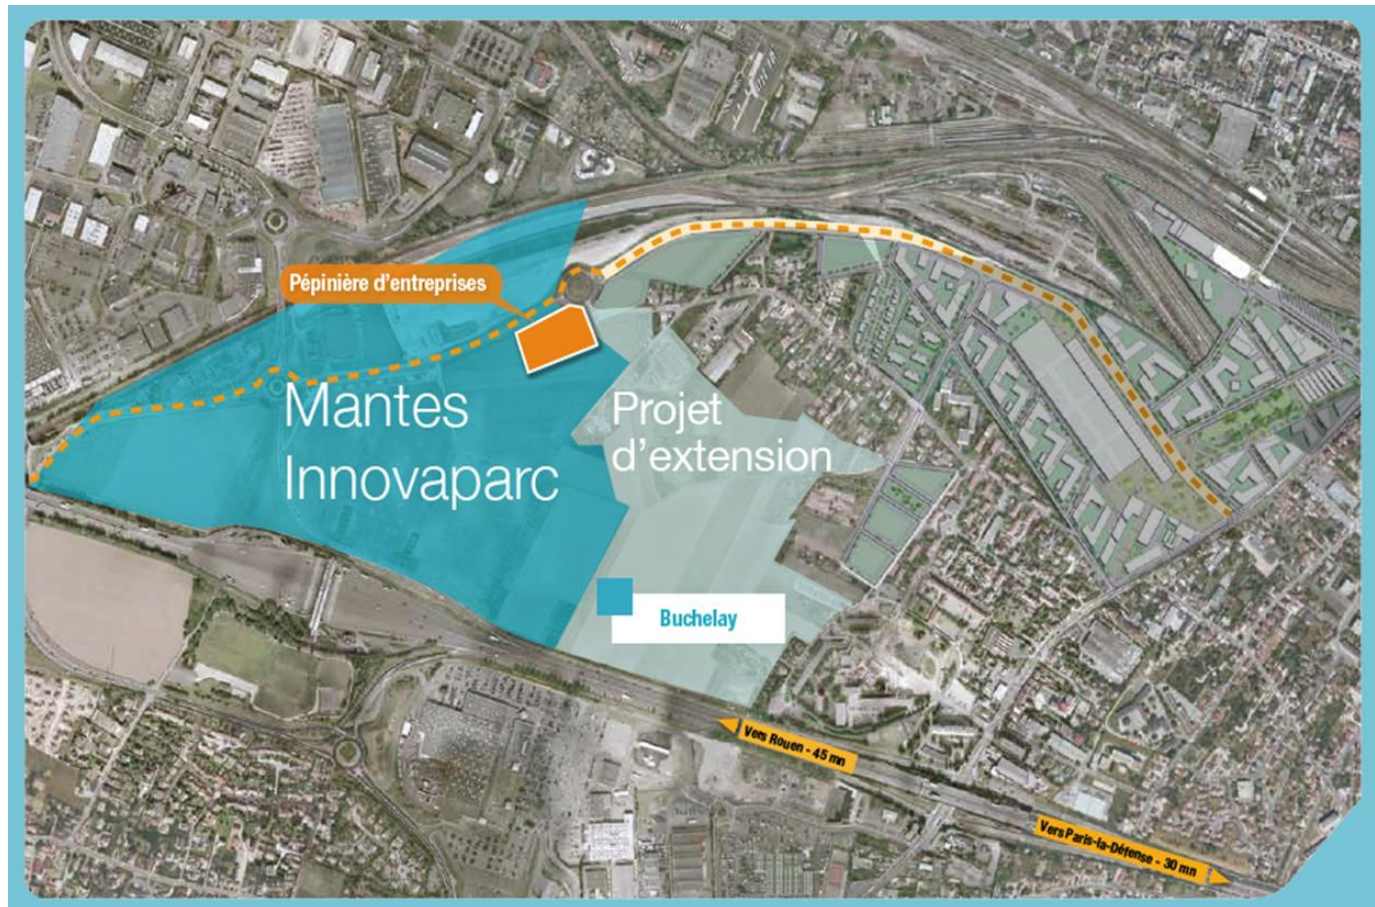 Pépinière d'entreprises
Mantes
Innovaparc
Projet
d'extension
Buchelay
Vers Rouen - 45 mn
Vers Paris-la-Défense - 30 mn